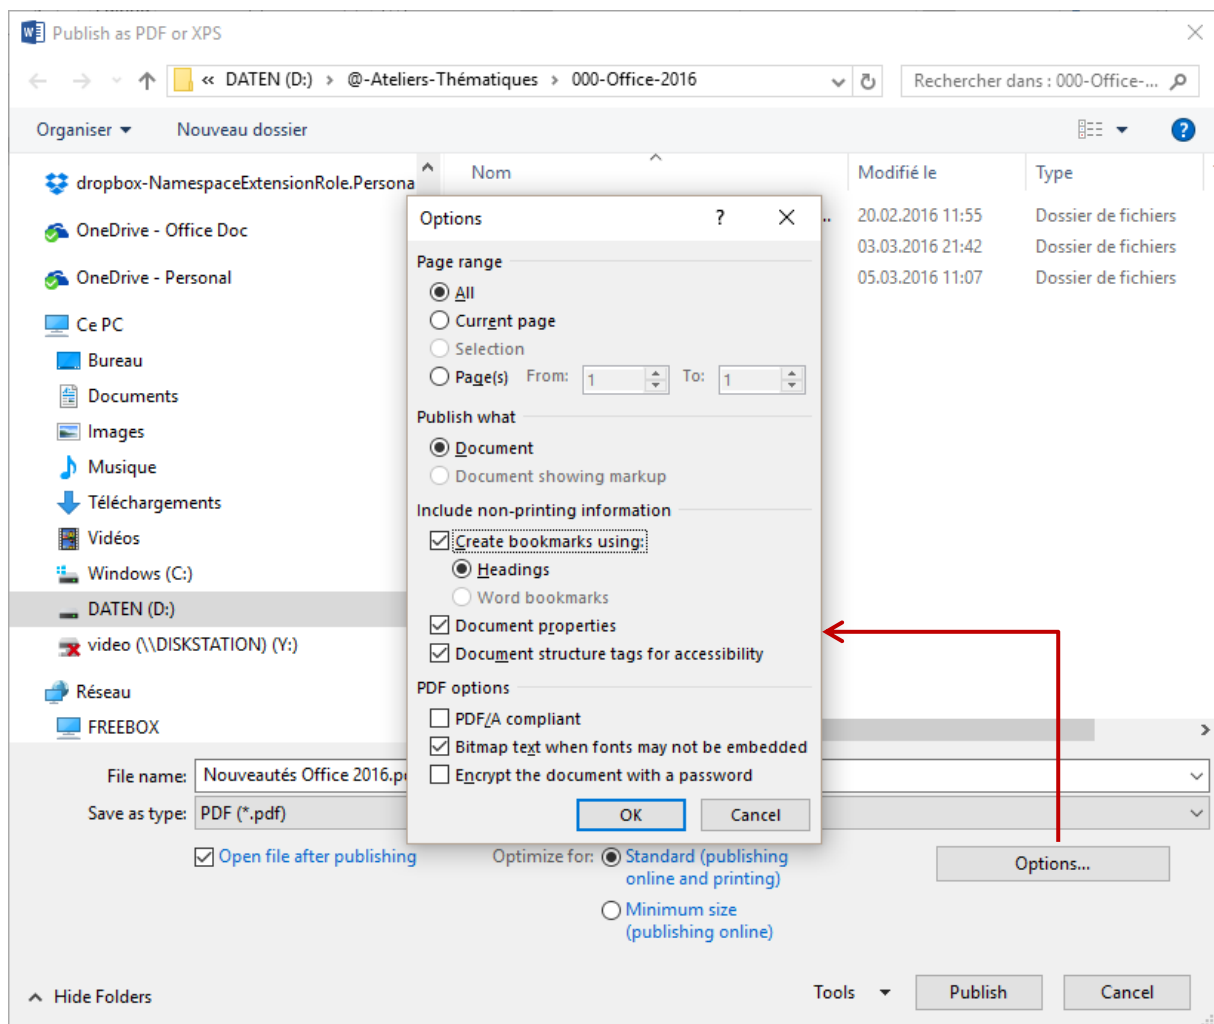 Publish as PDF or XPS
« DATEN (D:) › @-Ateliers-Thématiques › 000-Office-2016
Rechercher dans : 000-Office-...
Organiser
Nouveau dossier
?
dropbox-NamespaceExtensionRole.Persona
OneDrive - Office Doc
OneDrive - Personal
Ce PC
Bureau
Documents
Images
Musique
Téléchargements
Vidéos
Windows (C:)
DATEN (D:)
video (\\DISKSTATION) (Y:)
Réseau
FREEBOX
Nom
Modifié le
Type
..
20.02.2016 11:55
Dossier de fichiers
03.03.2016 21:42
Dossier de fichiers
05.03.2016 11:07
Dossier de fichiers
Options
?
Page range
All
Current page
Selection
Page(s) From: 1 To: 1
Publish what
Document
Document showing markup
Include non-printing information
Create bookmarks using:
Headings
Word bookmarks
Document properties
Document structure tags for accessibility
PDF options
PDF/A compliant
Bitmap text when fonts may not be embedded
Encrypt the document with a password
OK
Cancel
File name: Nouveautés Office 2016.p
Save as type: PDF (*.pdf)
Open file after publishing
Optimize for:
Standard (publishing
online and printing)
Minimum size
(publishing online)
Options...
Hide Folders
Tools
Publish
Cancel